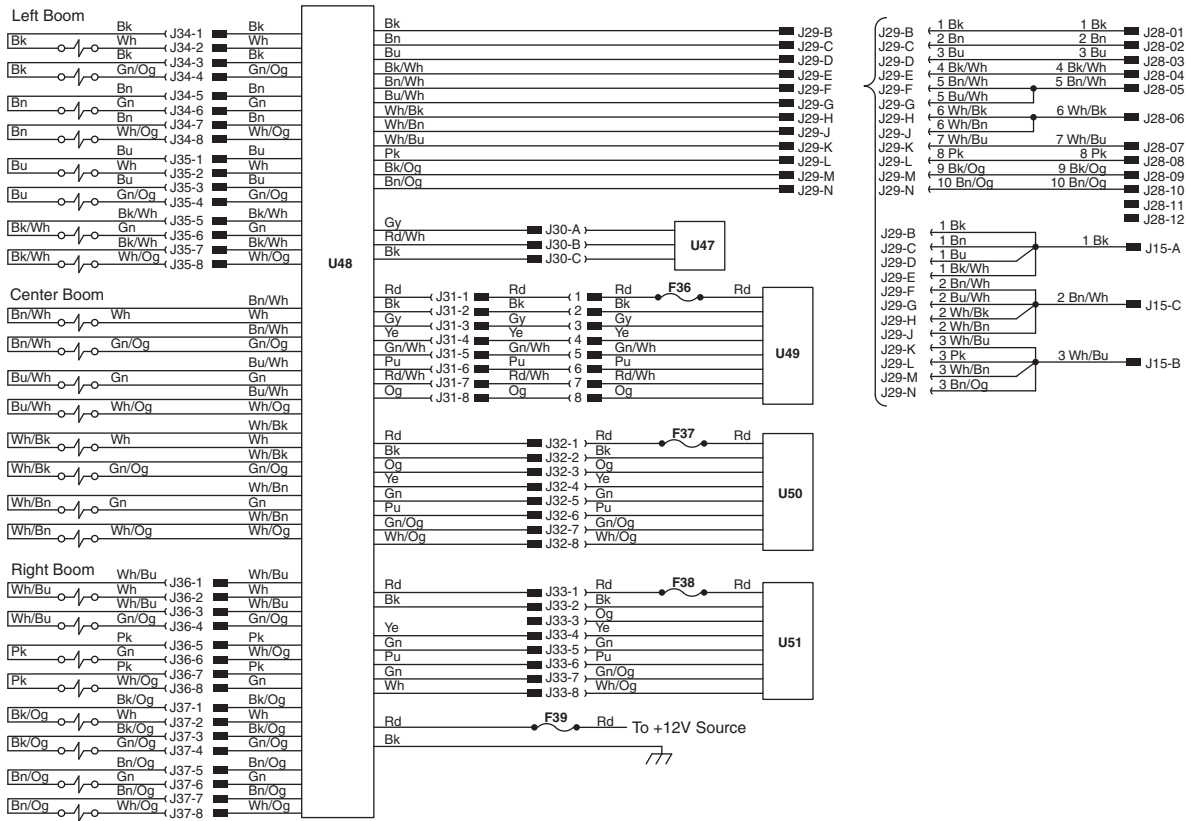 Left Boom
Bk Bk J34-1 Bk
Wh J34-2 Wh
Bk J34-3 Bk
Bk Gn/Og J34-4 Gn/Og
Bn J34-5 Bn
Bn Gn J34-6 Gn
Bn J34-7 Bn
Bn Wh/Og J34-8 Wh/Og
Bu J35-1 Bu
Bu Wh J35-2 Wh
Bu J35-3 Bu
Bu Gn/Og J35-4 Gn/Og
Bk/Wh J35-5 Bk/Wh
Bk/Wh Gn J35-6 Gn
Bk/Wh J35-7 Bk/Wh
Bk/Wh Wh/Og J35-8 Wh/Og
Center Boom
Bn/Wh
Bn/Wh Wh Wh
Bn/Wh
Bn/Wh Gn/Og Gn/Og
Bu/Wh
Bu/Wh Gn Gn
Bu/Wh
Bu/Wh Wh/Og Wh/Og
Wh/Bk
Wh/Bk Wh Wh
Wh/Bk
Wh/Bk Gn/Og Gn/Og
Wh/Bn
Wh/Bn Gn Gn
Wh/Bn
Wh/Bn Wh/Og Wh/Og
Right Boom
Wh/Bu J36-1 Wh/Bu
Wh/Bu Wh J36-2 Wh
Wh/Bu J36-3 Wh/Bu
Wh/Bu Gn/Og J36-4 Gn/Og
Pk J36-5 Pk
Pk Gn J36-6 Wh/Og
Pk J36-7 Pk
Pk Wh/Og J36-8 Gn
Bk/Og J37-1 Bk/Og
Bk/Og Wh J37-2 Wh
Bk/Og J37-3 Bk/Og
Bk/Og Gn/Og J37-4 Gn/Og
Bn/Og J37-5 Bn/Og
Bn/Og Gn J37-6 Gn
Bn/Og J37-7 Bn/Og
Bn/Og Wh/Og J37-8 Wh/Og
U48
Bk J29-B
Bn J29-C
Bu J29-D
Bk/Wh J29-E
Bn/Wh J29-F
Bu/Wh J29-G
Wh/Bk J29-H
Wh/Bn J29-J
Wh/Bu J29-K
Pk J29-L
Bk/Og J29-M
Bn/Og J29-N
Gy J30-A
Rd/Wh J30-B
Bk J30-C
U47
Rd J31-1 Rd 1 F36 Rd
Bk J31-2 Bk 2 Bk
Gy J31-3 Gy 3 Gy
Ye J31-4 Ye 4 Ye
Gn/Wh J31-5 Gn/Wh 5 Gn/Wh
Pu J31-6 Pu 6 Pu
Rd/Wh J31-7 Rd/Wh 7 Rd/Wh
Og J31-8 Og 8 Og
U49
Rd J32-1 Rd F37 Rd
Bk J32-2 Bk
Og J32-3 Og
Ye J32-4 Ye
Gn J32-5 Gn
Pu J32-6 Pu
Gn/Og J32-7 Gn/Og
Wh/Og J32-8 Wh/Og
U50
Rd J33-1 Rd F38 Rd
Bk J33-2 Bk
J33-3 Og
Ye J33-4 Ye
Gn J33-5 Gn
Pu J33-6 Pu
Gn J33-7 Gn/Og
Wh J33-8 Wh/Og
U51
Rd F39 Rd To +12V Source
Bk
J29-B 1 Bk 1 Bk J28-01
J29-C 2 Bn 2 Bn J28-02
J29-D 3 Bu 3 Bu J28-03
J29-E 4 Bk/Wh 4 Bk/Wh J28-04
J29-F 5 Bn/Wh 5 Bn/Wh J28-05
J29-G 5 Bu/Wh
J29-H 6 Wh/Bk 6 Wh/Bk J28-06
J29-J 6 Wh/Bn
J29-K 7 Wh/Bu 7 Wh/Bu J28-07
J29-L 8 Pk 8 Pk J28-08
J29-M 9 Bk/Og 9 Bk/Og J28-09
J29-N 10 Bn/Og 10 Bn/Og J28-10
J28-11
J28-12
J29-B 1 Bk
J29-C 1 Bn 1 Bk J15-A
J29-D 1 Bu
J29-E 1 Bk/Wh
J29-F 2 Bn/Wh
J29-G 2 Bu/Wh 2 Bn/Wh J15-C
J29-H 2 Wh/Bk
J29-J 2 Wh/Bn
J29-K 3 Wh/Bu
J29-L 3 Pk 3 Wh/Bu J15-B
J29-M 3 Wh/Bn
J29-N 3 Bn/Og